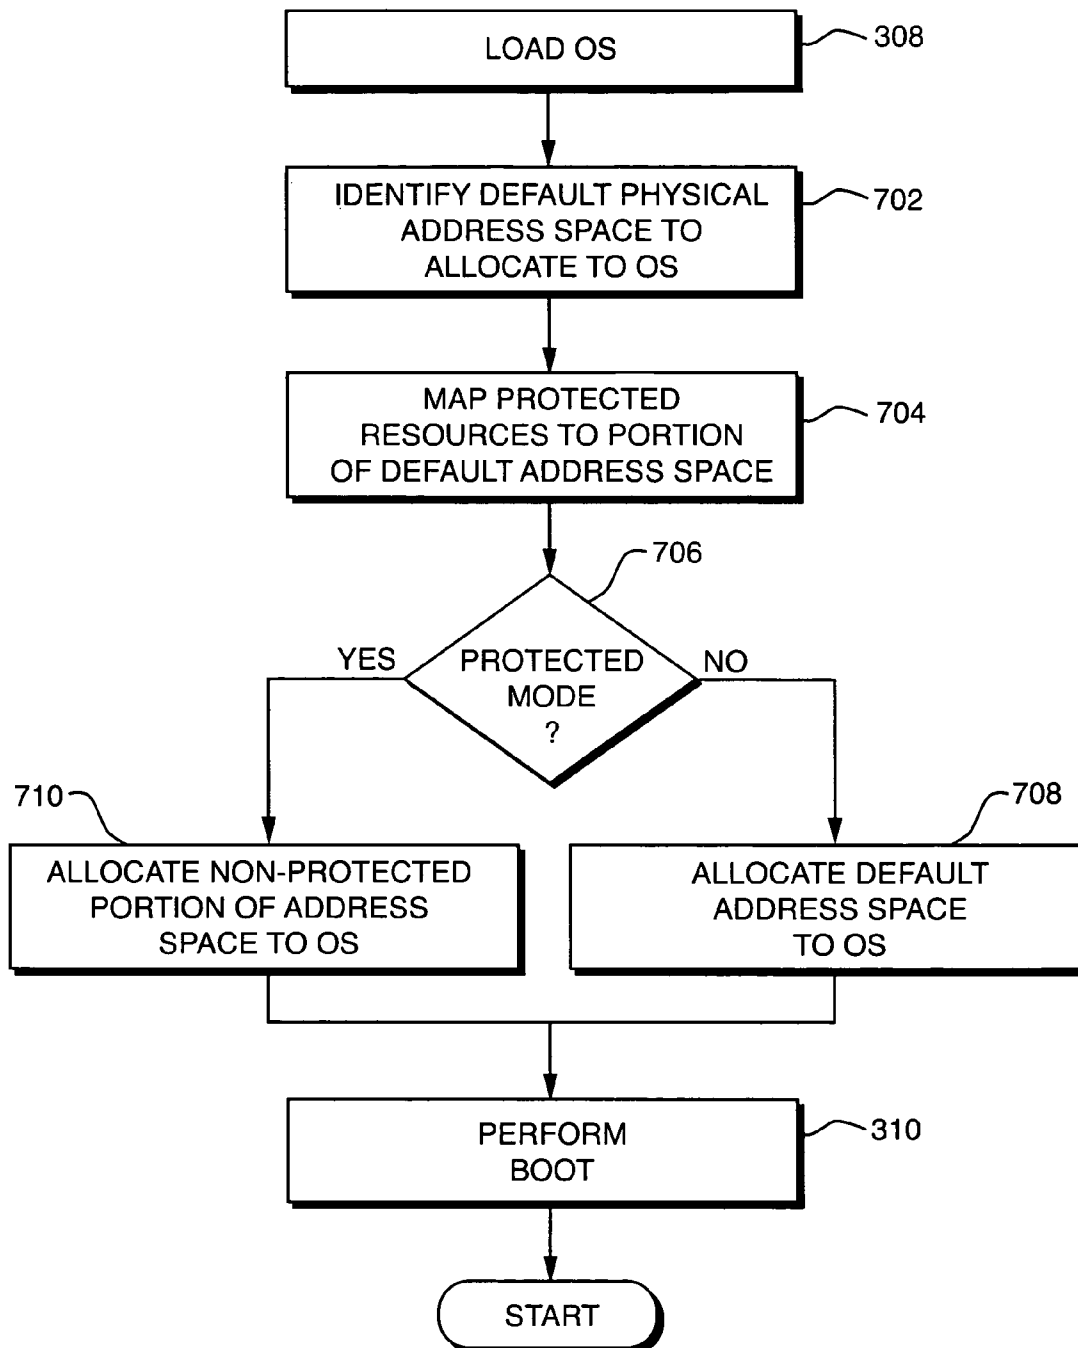 LOAD OS
308
IDENTIFY DEFAULT PHYSICAL
ADDRESS SPACE TO
ALLOCATE TO OS
702
MAP PROTECTED
RESOURCES TO PORTION
OF DEFAULT ADDRESS SPACE
704
706
YES
PROTECTED
MODE
?
NO
710
708
ALLOCATE NON-PROTECTED
PORTION OF ADDRESS
SPACE TO OS
ALLOCATE DEFAULT
ADDRESS SPACE
TO OS
PERFORM
BOOT
310
START